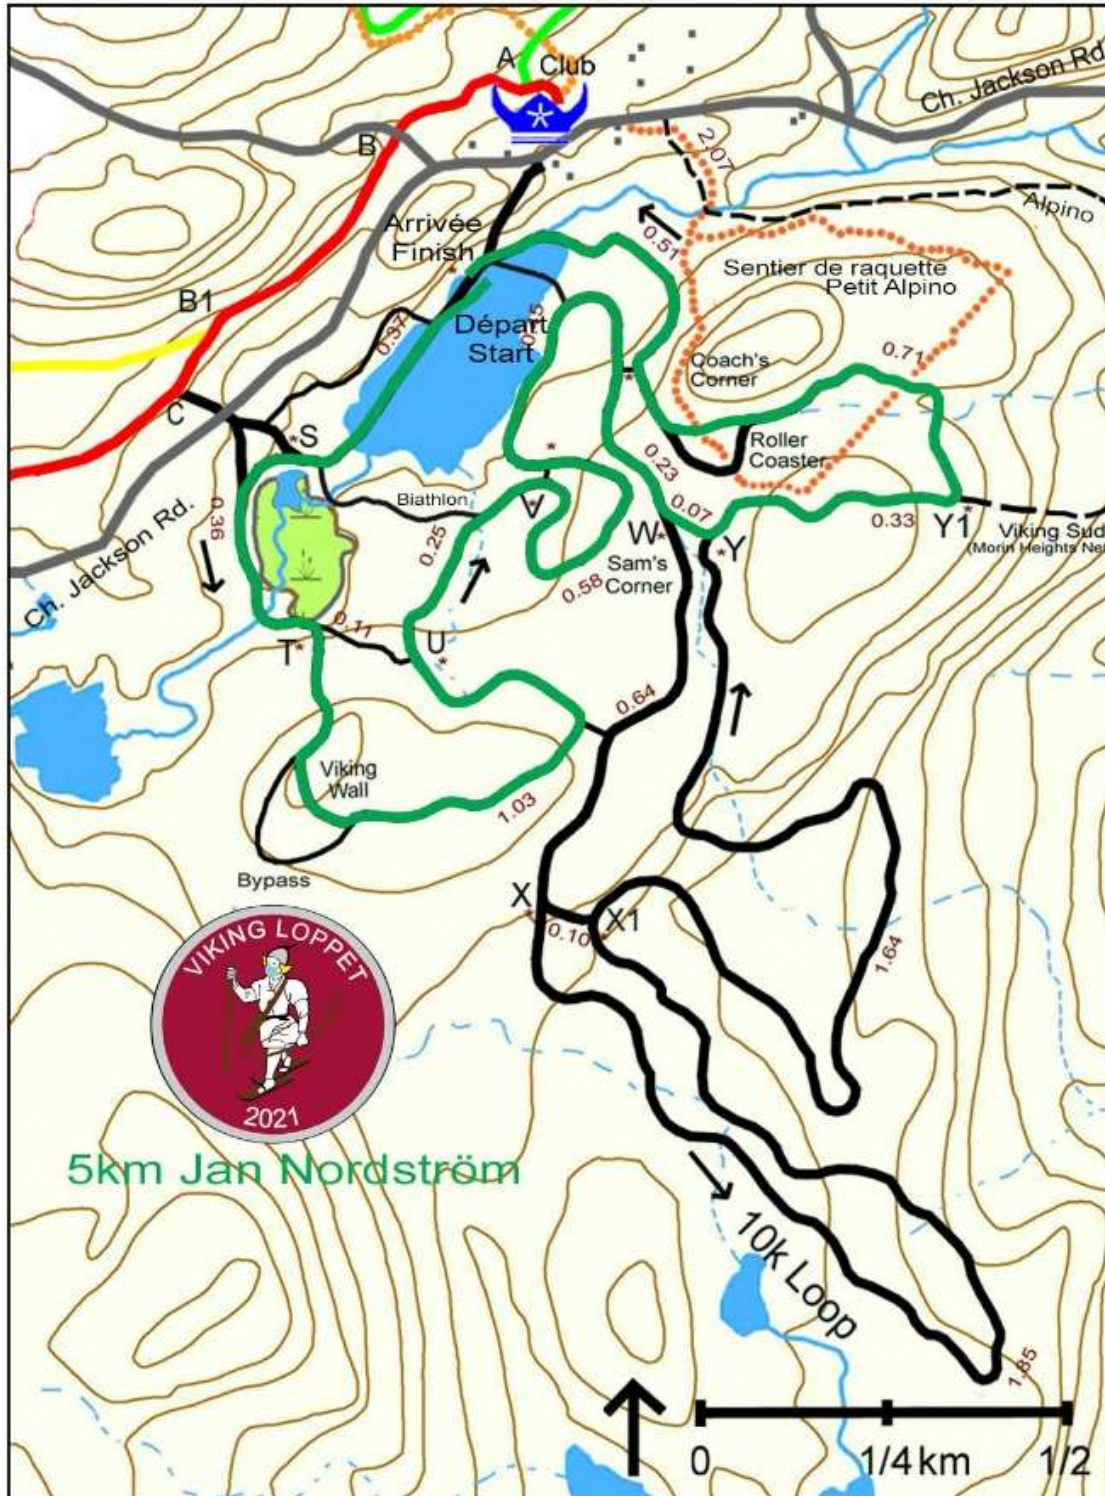 A
Club
Ch. Jackson Rd
B
2.07
Arrivée
Finish
Alpino
0.51
Sentier de raquette
Petit Alpino
B1
0.37
Départ
Start
Coach's
Corner
0.71
C
S
Roller
Coaster
0.23
Biathlon
0.36
0.25
V
0.07
W
Y
0.33
Y1
Viking Sud
(Morin Heights Ne
Ch. Jackson Rd.
Sam's
Corner
0.58
0.11
T
U
0.64
Viking
Wall
1.03
Bypass
X
X1
0.10
1.64
VIKING LOPPET
2021
5km Jan Nordström
10k Loop
1.85
0
1/4 km
1/2